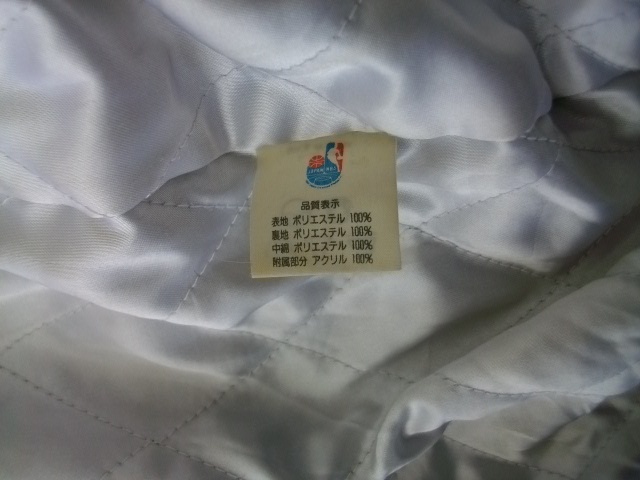 品質表示
表地 ポリエステル 100%
裏地 ポリエステル 100%
中綿 ポリエステル 100%
附属部分 アクリル 100%